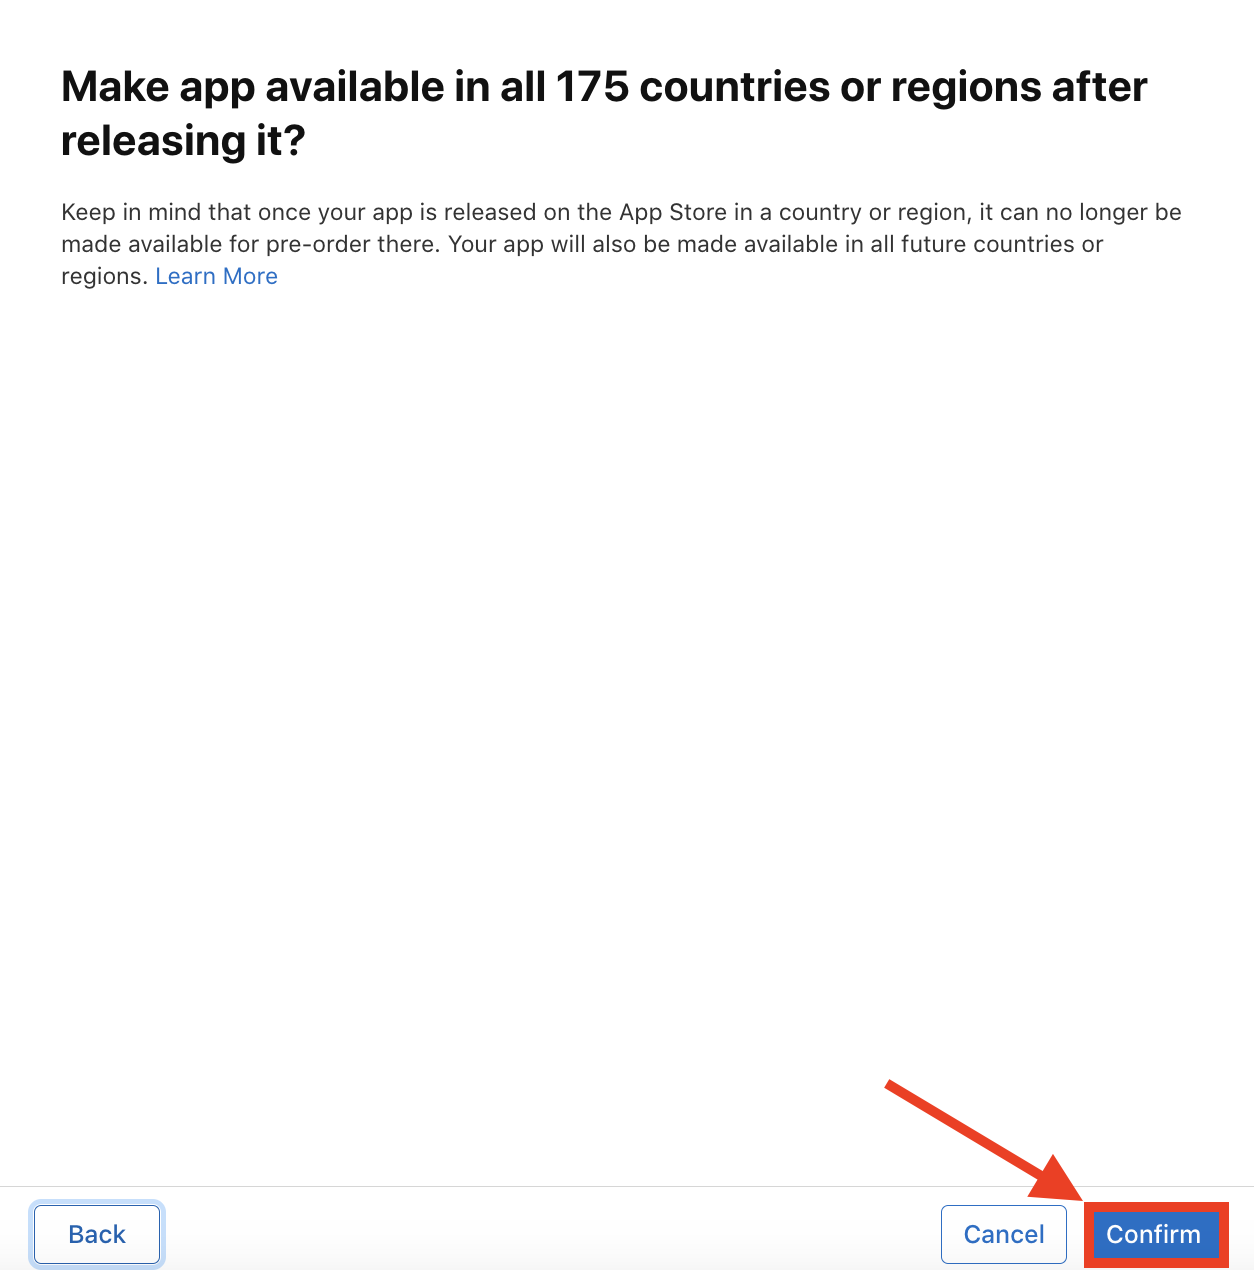 Make app available in all 175 countries or regions after
releasing it?
Keep in mind that once your app is released on the App Store in a country or region, it can no longer be
made available for pre-order there. Your app will also be made available in all future countries or
regions. Learn More
Back
Cancel
Confirm